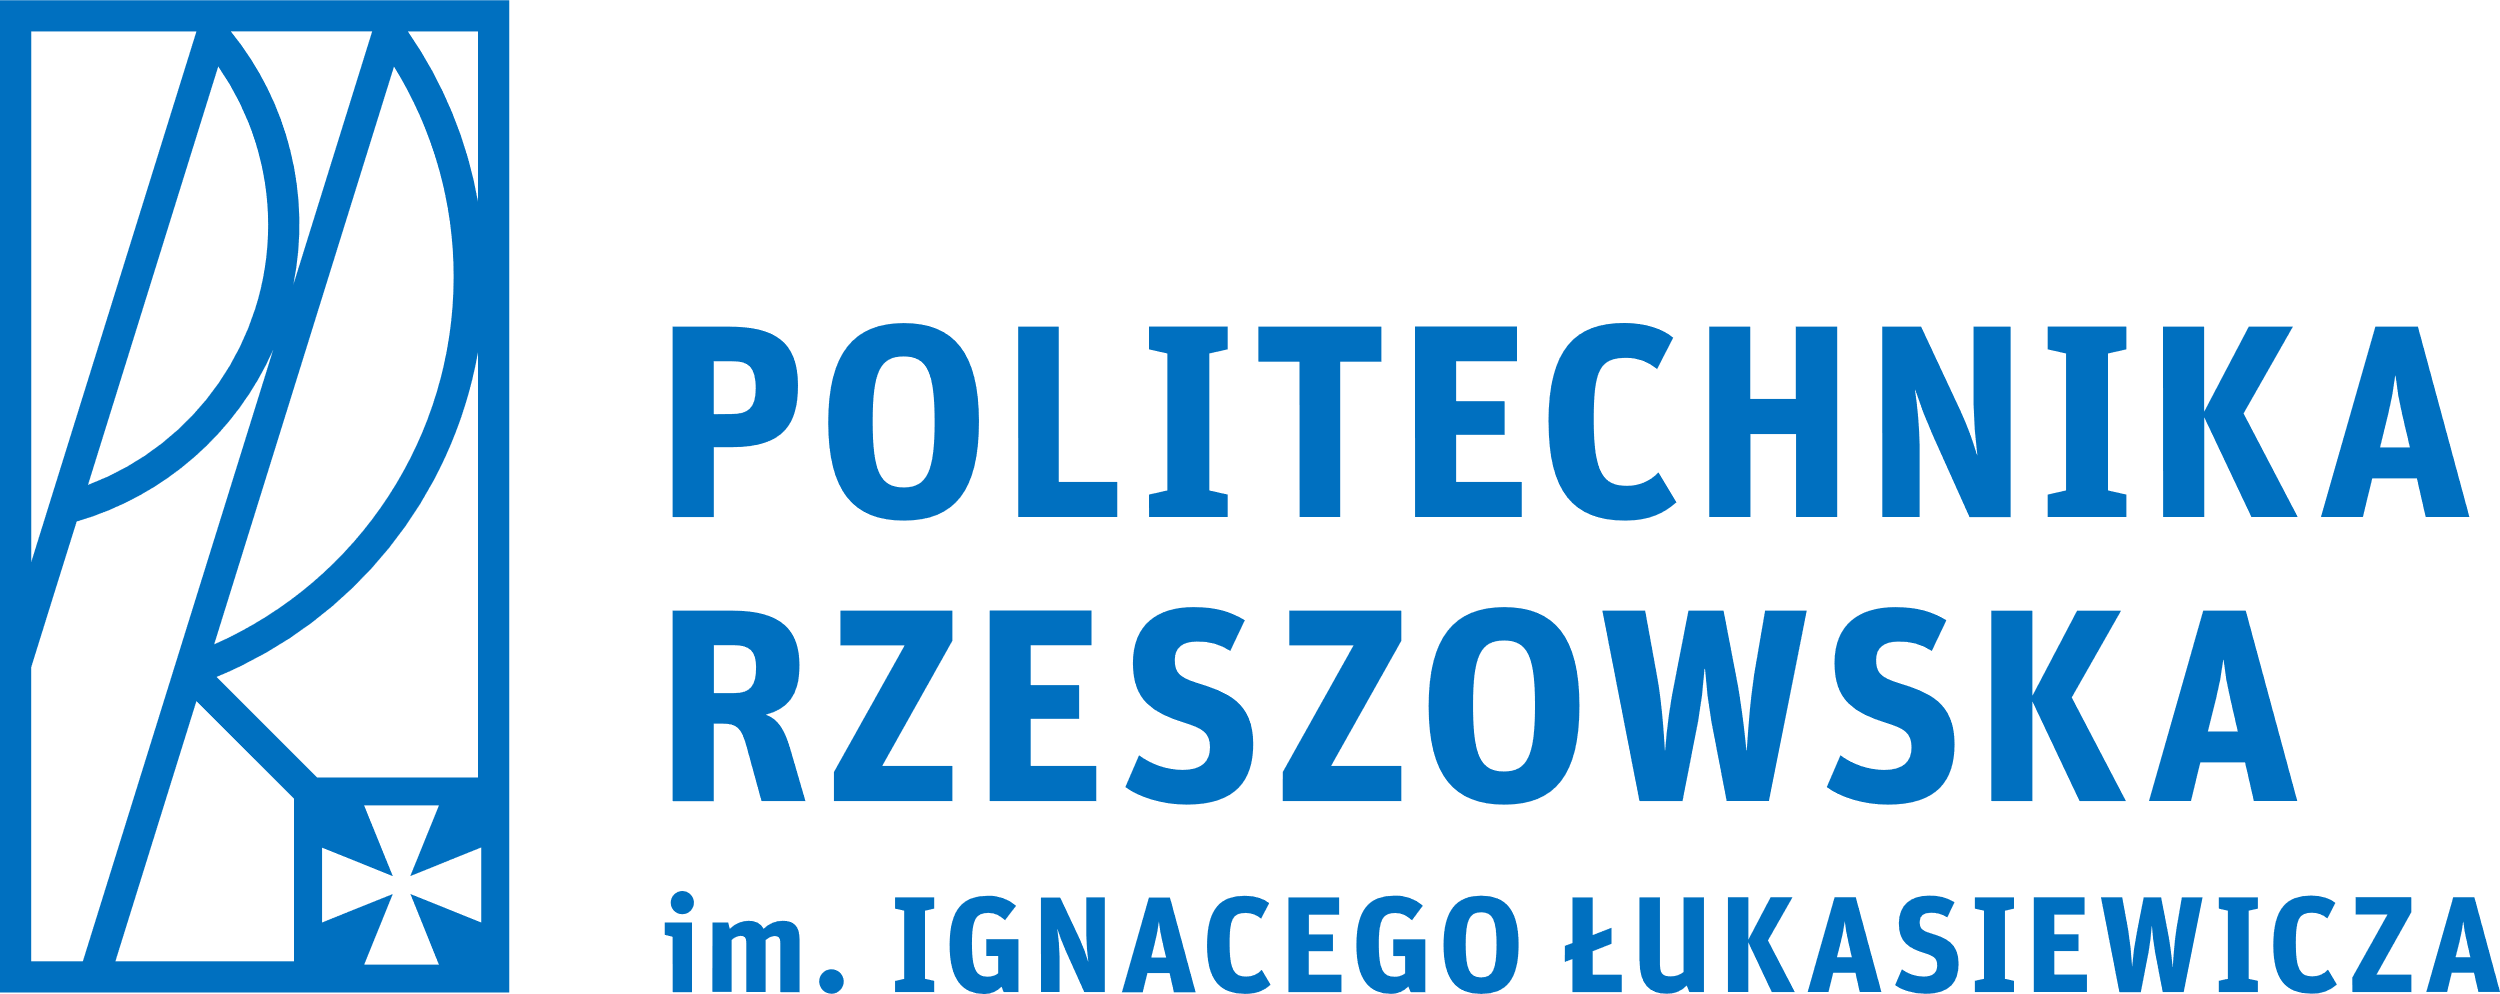 POLITECHNIKA
RZESZOWSKA
im. IGNACEGO ŁUKASIEWICZA